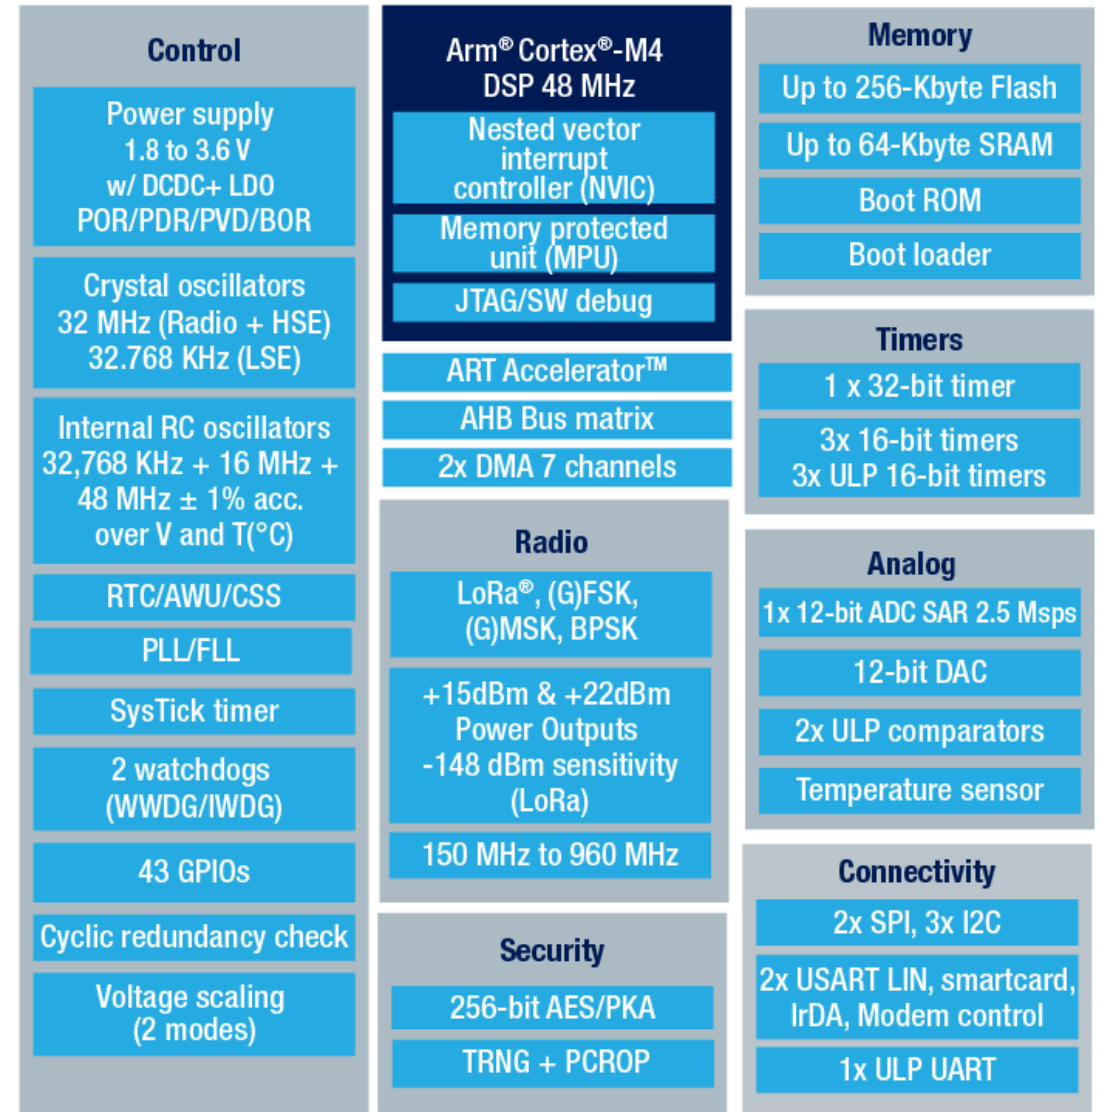 Control
Power supply
1.8 to 3.6 V
w/ DCDC+ LDO
POR/PDR/PVD/BOR
Crystal oscillators
32 MHz (Radio + HSE)
32.768 KHz (LSE)
Internal RC oscillators
32,768 KHz + 16 MHz +
48 MHz ± 1% acc.
over V and T(°C)
RTC/AWU/CSS
PLL/FLL
SysTick timer
2 watchdogs
(WWDG/IWDG)
43 GPIOs
Cyclic redundancy check
Voltage scaling
(2 modes)
Arm® Cortex®-M4
DSP 48 MHz
Nested vector
interrupt
controller (NVIC)
Memory protected
unit (MPU)
JTAG/SW debug
ART Accelerator™
AHB Bus matrix
2x DMA 7 channels
Radio
LoRa®, (G)FSK,
(G)MSK, BPSK
+15dBm & +22dBm
Power Outputs
-148 dBm sensitivity
(LoRa)
150 MHz to 960 MHz
Security
256-bit AES/PKA
TRNG + PCROP
Memory
Up to 256-Kbyte Flash
Up to 64-Kbyte SRAM
Boot ROM
Boot loader
Timers
1 x 32-bit timer
3x 16-bit timers
3x ULP 16-bit timers
Analog
1x 12-bit ADC SAR 2.5 Msps
12-bit DAC
2x ULP comparators
Temperature sensor
Connectivity
2x SPI, 3x I2C
2x USART LIN, smartcard,
IrDA, Modem control
1x ULP UART